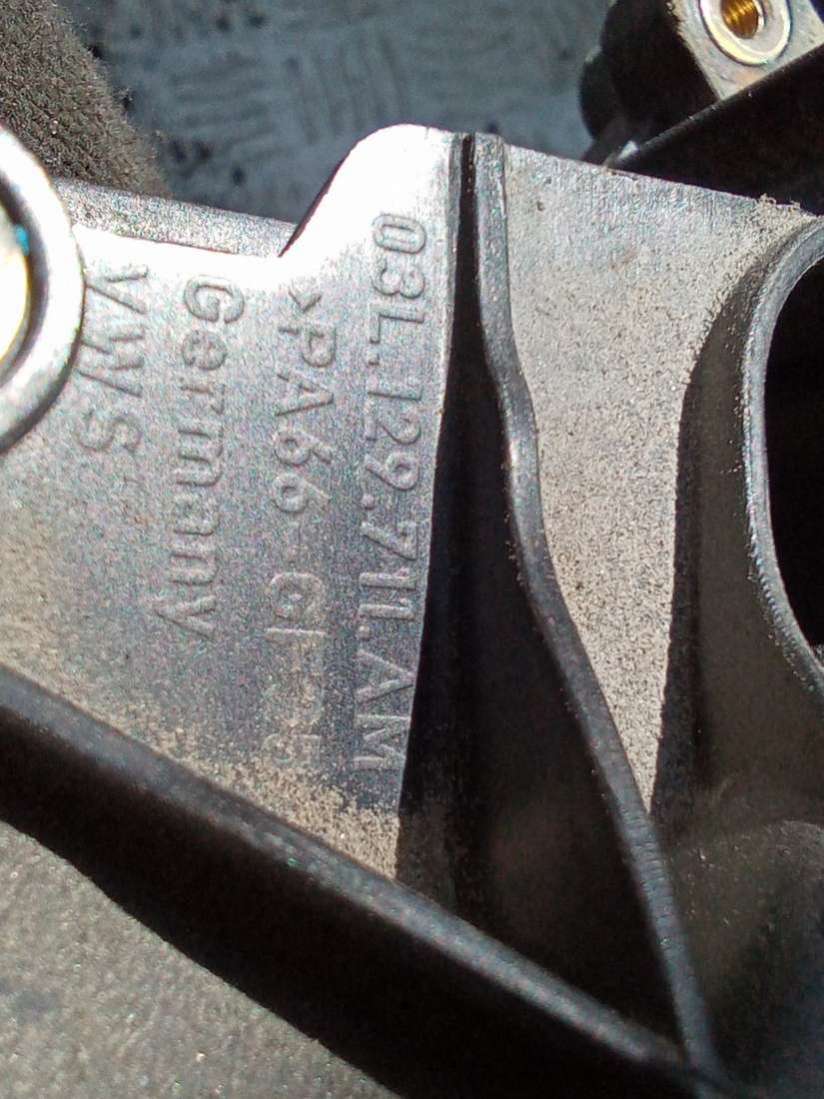 03L.129.711.AM
>PA66-GF
Germany
VWS